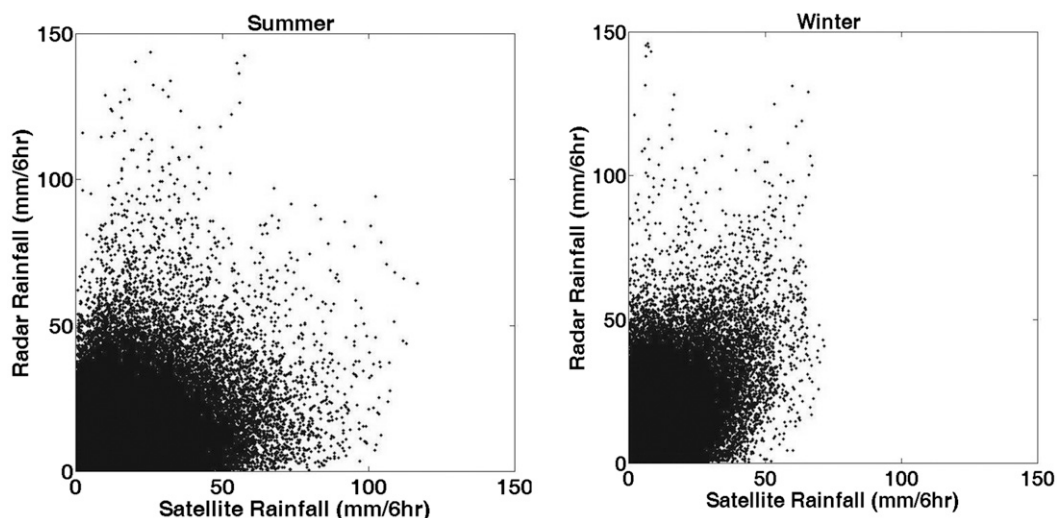 Summer
150
100
50
0
Radar Rainfall (mm/6hr)
0 50 100 150
Satellite Rainfall (mm/6hr)
Winter
150
100
50
0
Radar Rainfall (mm/6hr)
0 50 100 150
Satellite Rainfall (mm/6hr)